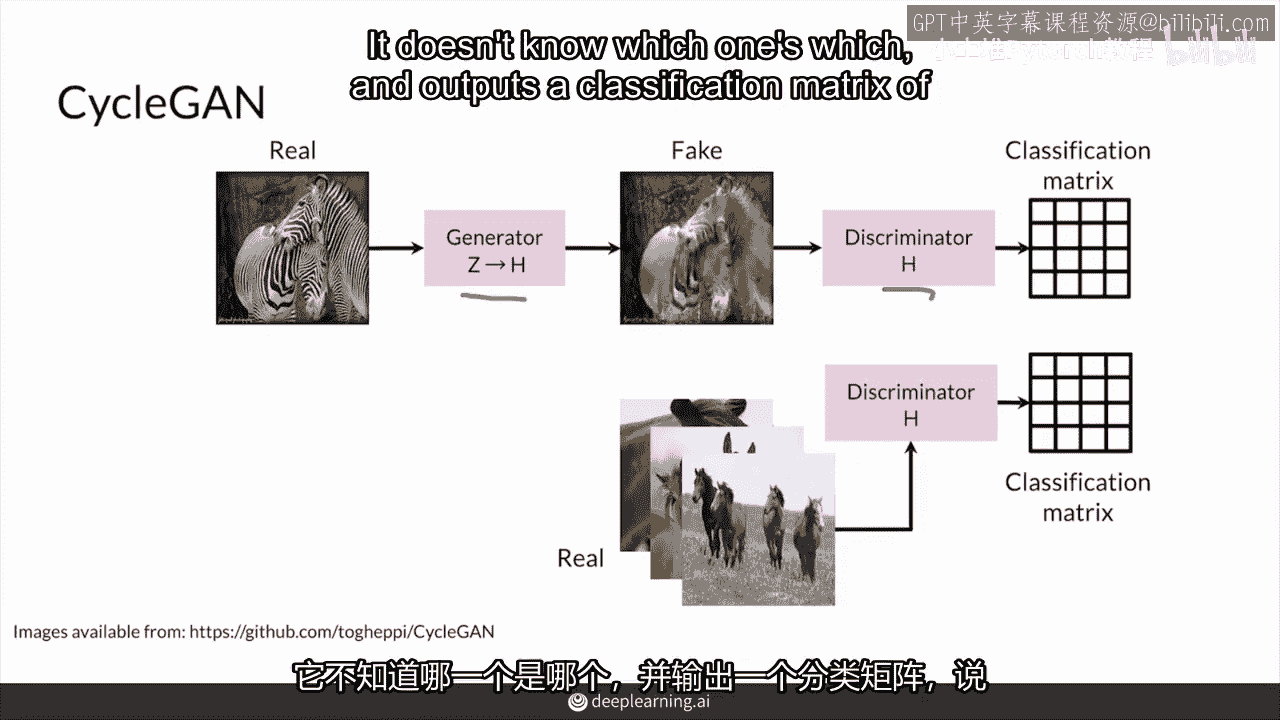 GPT中英字幕课程资源@bilibili.com
It doesn't know which one's which,
and outputs a classification matrix of
CycleGAN
Real
Fake
Classification
matrix
Generator
Z → H
Discriminator
H
Discriminator
H
Classification
matrix
Real
Images available from: https://github.com/togheppi/CycleGAN
它不知道哪一个是哪个，并输出一个分类矩阵，说
deeplearning.ai